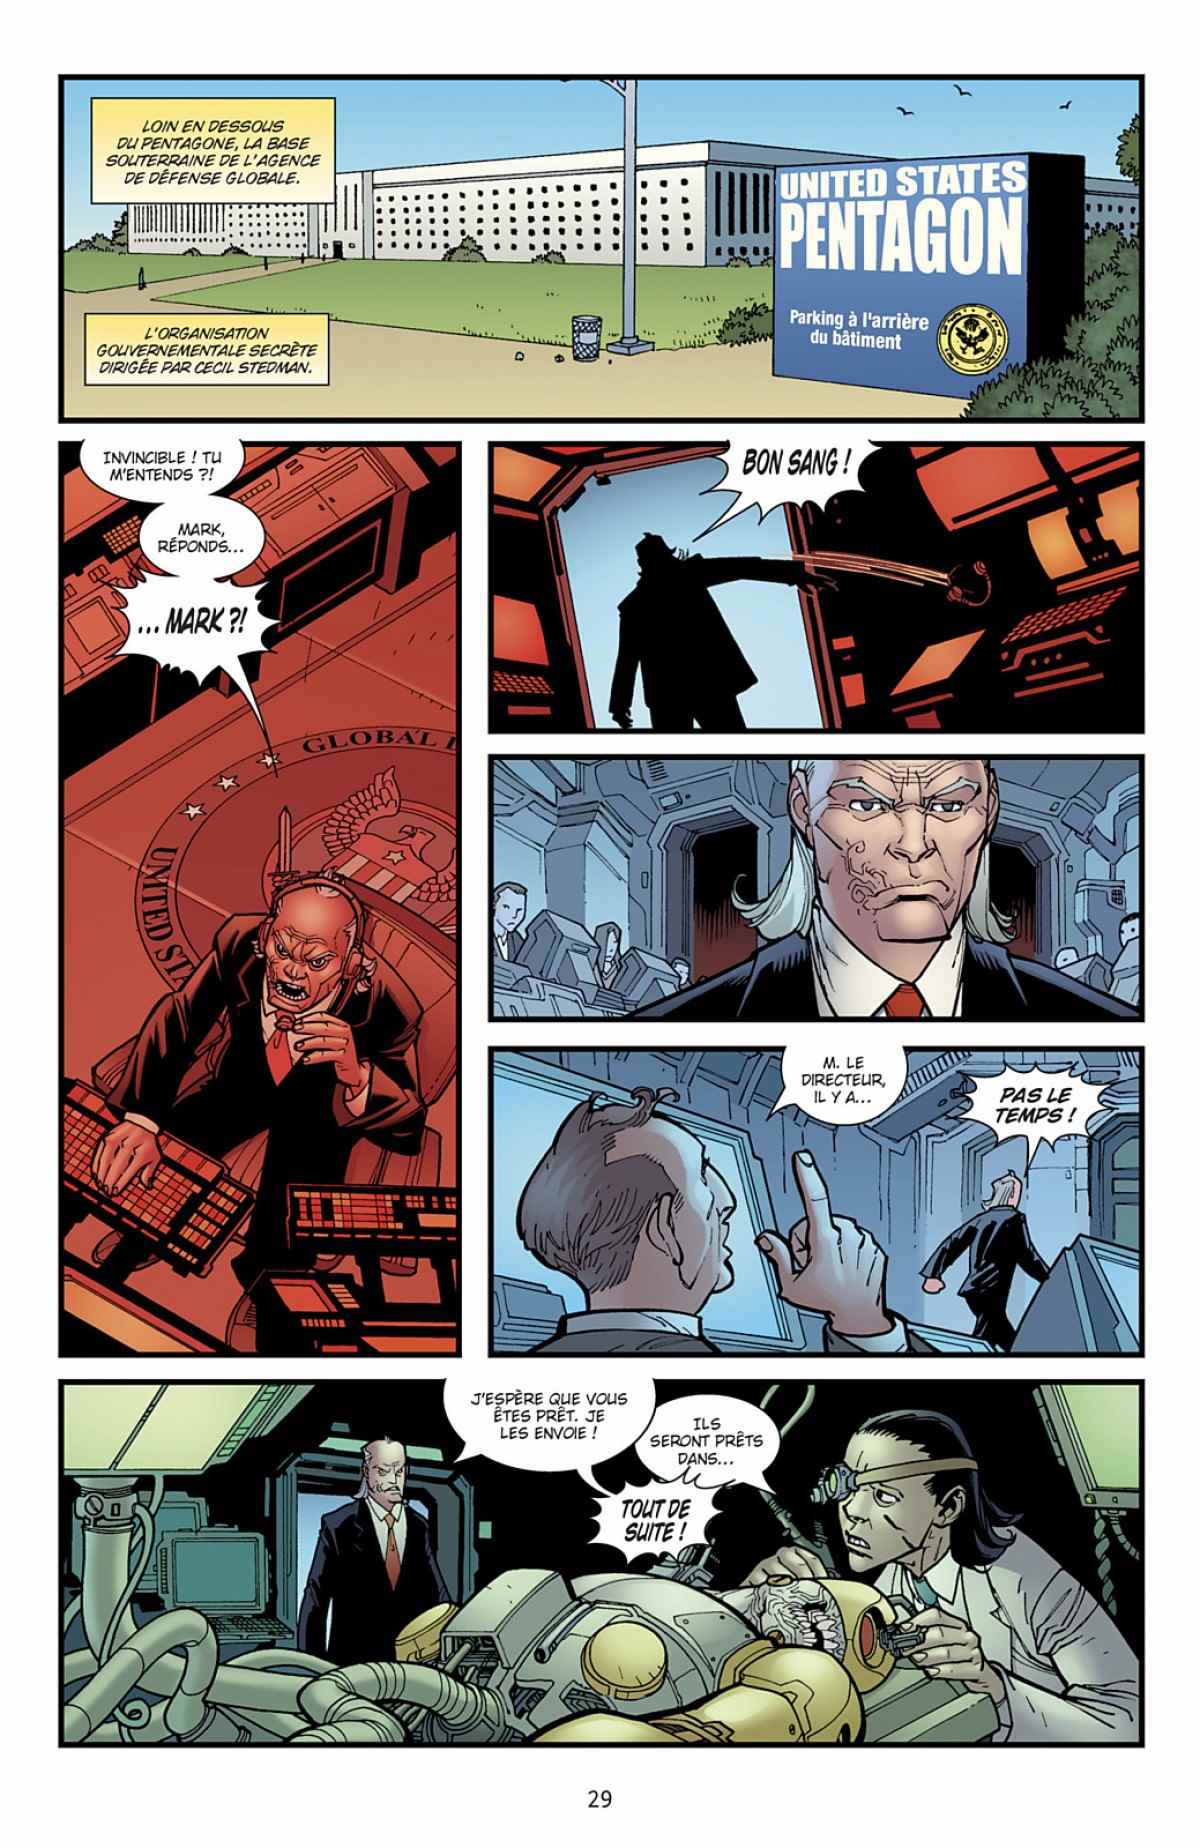 LOIN EN DESSOUS
DU PENTAGONE, LA BASE
SOUTERRAINE DE L'AGENCE
DE DÉFENSE GLOBALE.
UNITED STATES
PENTAGON
Parking à l'arrière
du bâtiment
L'ORGANISATION
GOUVERNEMENTALE SECRÈTE
DIRIGÉE PAR CECIL STEDMAN.
INVINCIBLE ! TU
M'ENTENDS ?!
MARK,
RÉPONDS...
... MARK ?!
GLOBAL
UNITED STA
BON SANG !
M. LE
DIRECTEUR,
IL Y A...
PAS LE
TEMPS !
J'ESPÈRE QUE VOUS
ÊTES PRÊT. JE
LES ENVOIE !
ILS
SERONT PRÊTS
DANS...
TOUT DE
SUITE !
29